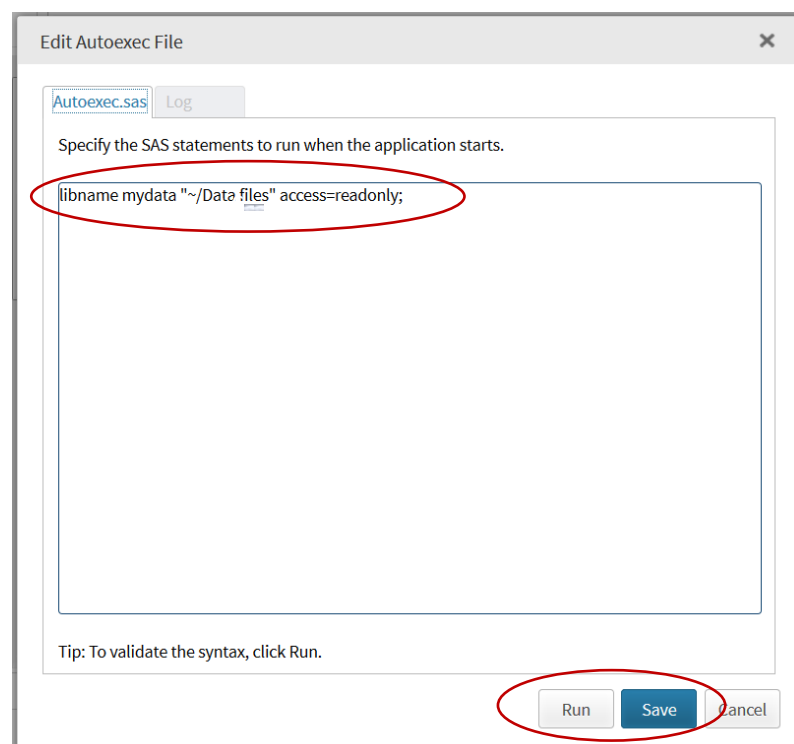 Edit Autoexec File
Autoexec.sas Log
Specify the SAS statements to run when the application starts.
libname mydata "~/Data files" access=readonly;
Tip: To validate the syntax, click Run.
Run Save Cancel